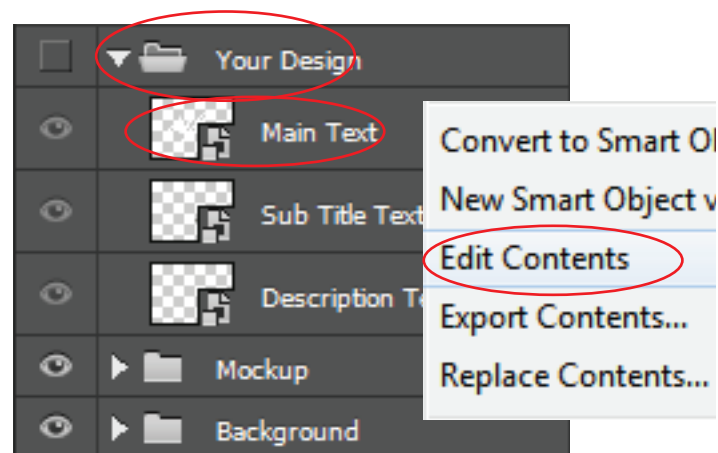 Your Design
Main Text
Sub Title Text
Description
Mockup
Background
Convert to Smart
New Smart Object
Edit Contents
Export Contents...
Replace Contents...